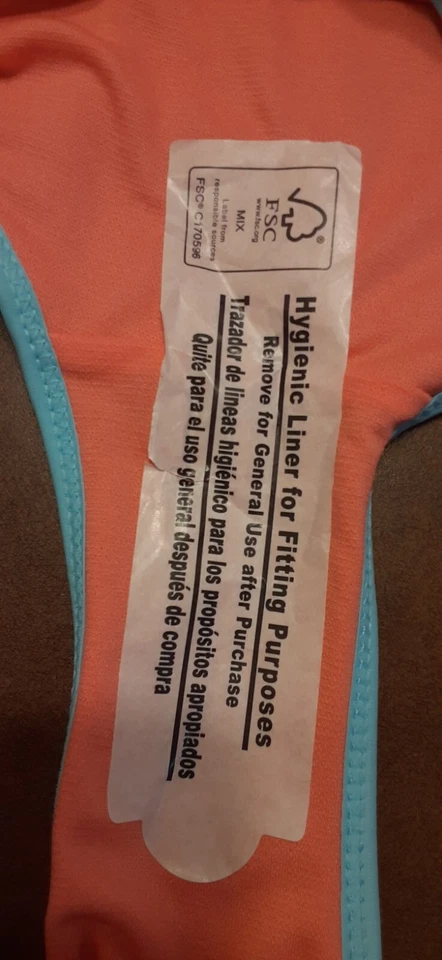 FSC
www.fsc.org
MIX
Label from
responsible sources
FSC® C170596
Hygienic Liner for Fitting Purposes
Remove for General Use after Purchase
Trazador de lineas higiénico para los propósitos apropiados
Quite para el uso general después de compra